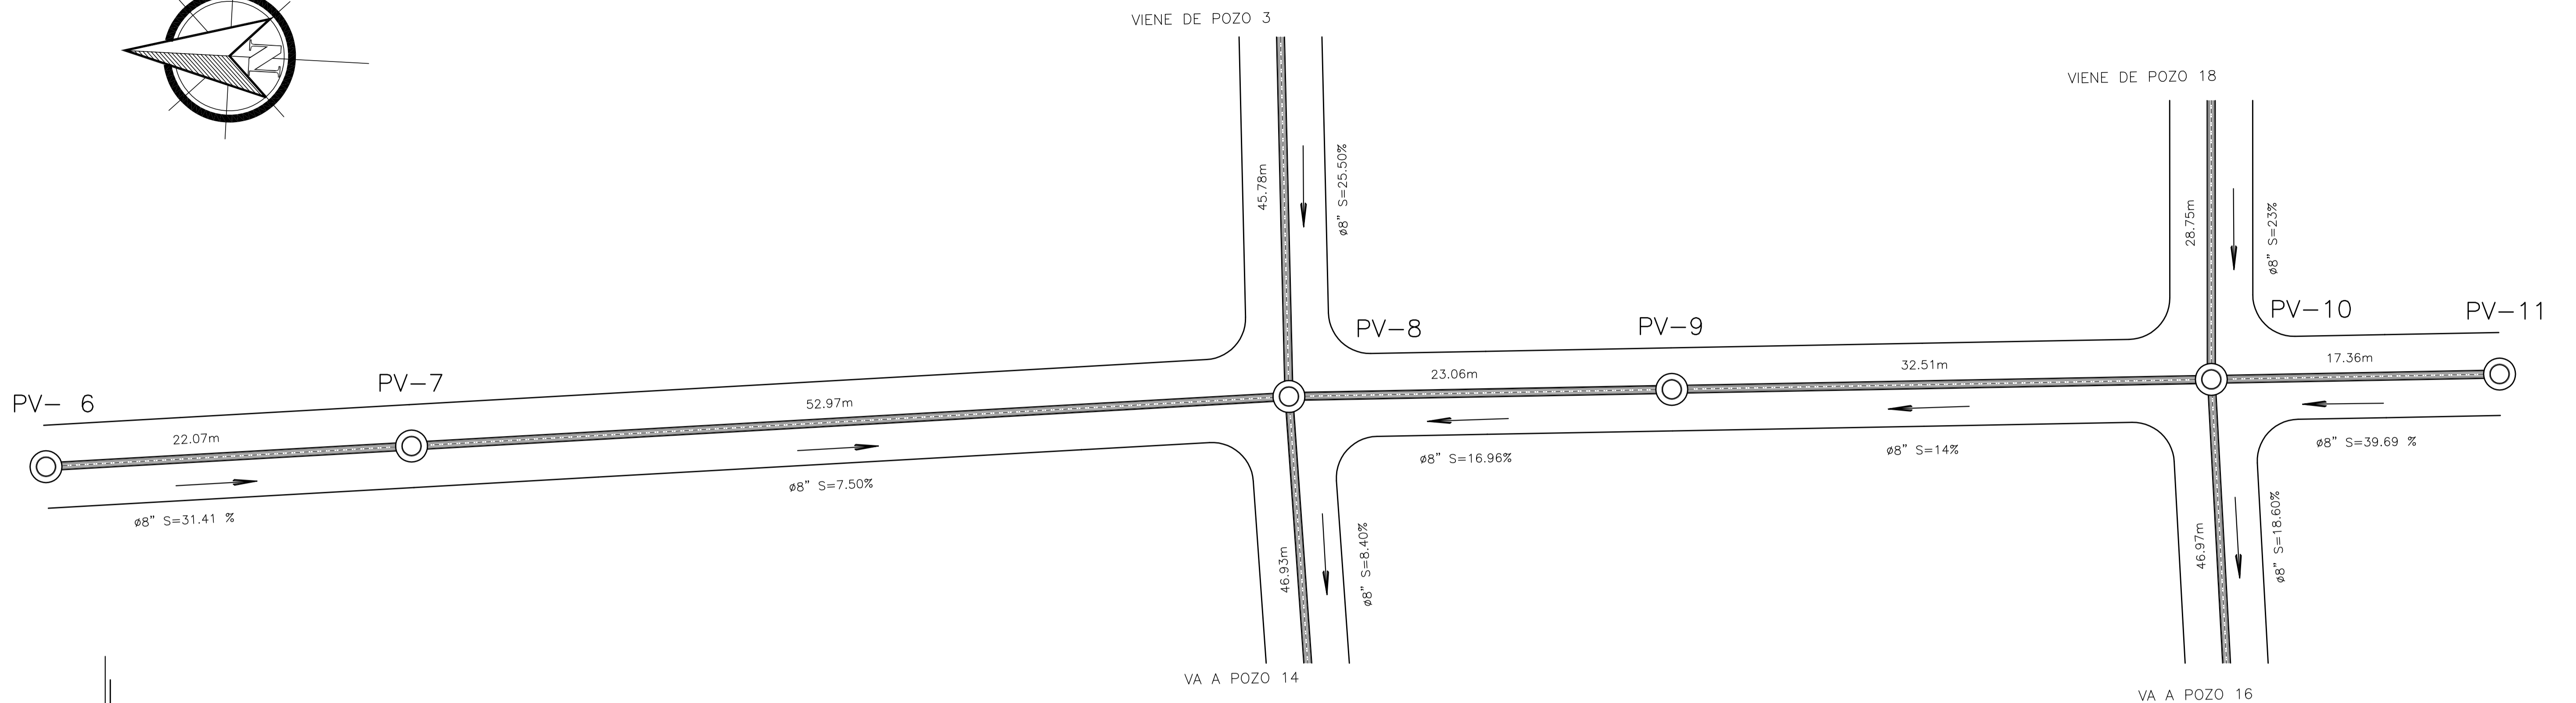 N
VIENE DE POZO 3
VIENE DE POZO 18
45.78m
ø8" S=25.50%
28.75m
ø8" S=23%
PV- 6
PV-7
PV-8
PV-9
PV-10
PV-11
22.07m
52.97m
23.06m
32.51m
17.36m
ø8" S=31.41 %
ø8" S=7.50%
ø8" S=16.96%
ø8" S=14%
ø8" S=39.69 %
46.93m
ø8" S=8.40%
46.97m
ø8" S=18.60%
VA A POZO 14
VA A POZO 16